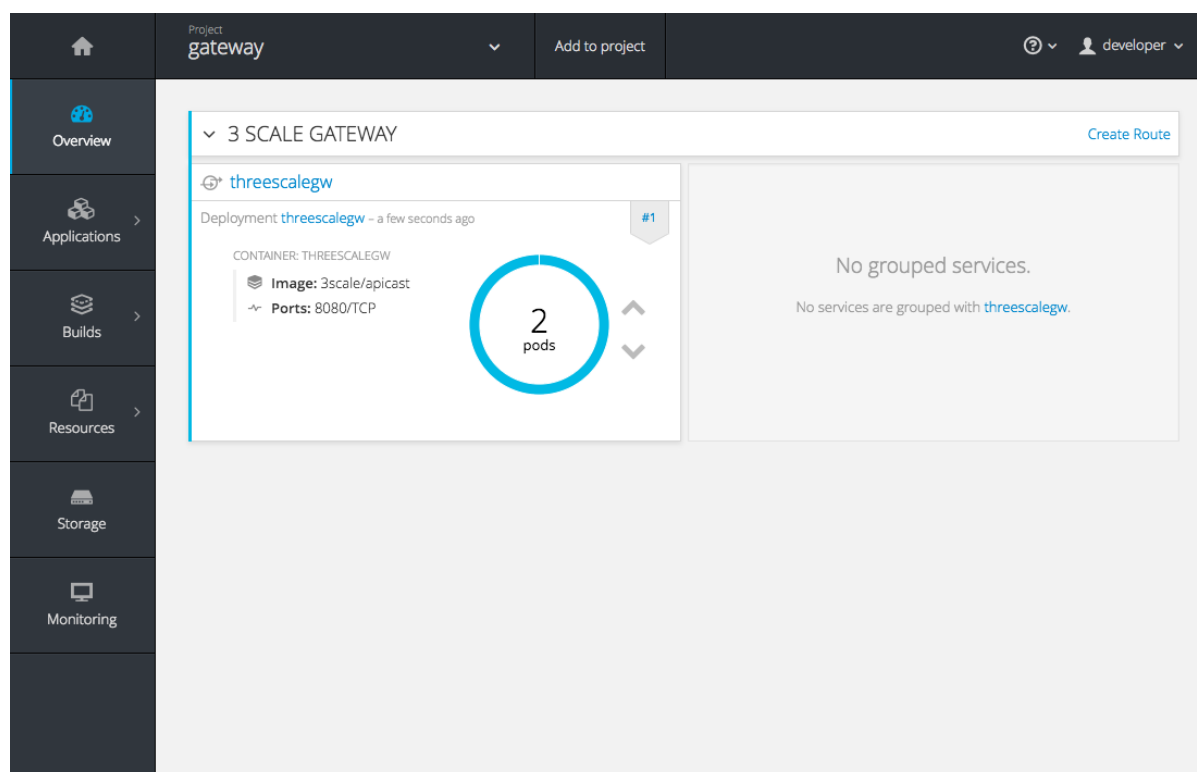 Project
gateway
Add to project
developer
Overview
Applications
Builds
Resources
Storage
Monitoring
3 SCALE GATEWAY
Create Route
threescalegw
Deployment threescalegw – a few seconds ago
#1
CONTAINER: THREESCALEGW
Image: 3scale/apicast
Ports: 8080/TCP
2
pods
No grouped services.
No services are grouped with threescalegw.